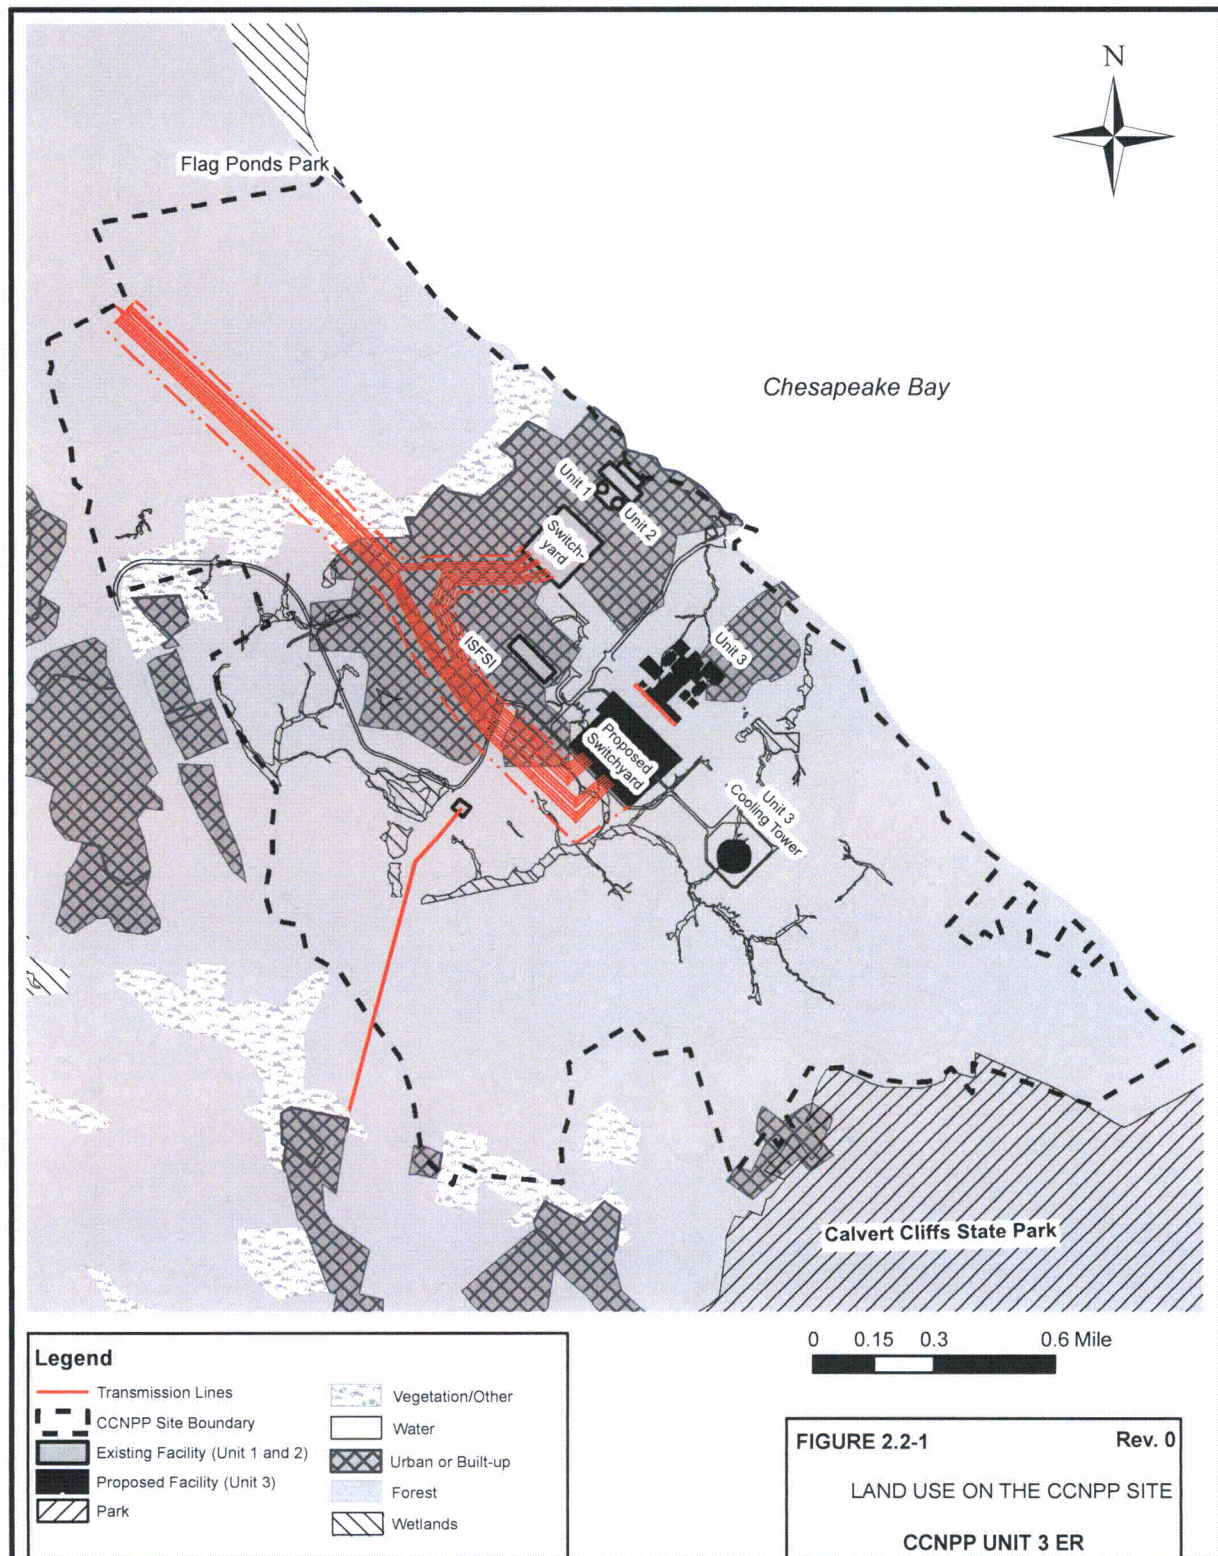 N
Flag Ponds Park
Chesapeake Bay
Unit 1
Unit 2
Switch-
yard
ISFSI
Unit 3
Proposed
Switchyard
Unit 3
Cooling Tower
Calvert Cliffs State Park
0 0.15 0.3 0.6 Mile
Legend
Transmission Lines
CCNPP Site Boundary
Existing Facility (Unit 1 and 2)
Proposed Facility (Unit 3)
Park
Vegetation/Other
Water
Urban or Built-up
Forest
Wetlands
FIGURE 2.2-1 Rev. 0
LAND USE ON THE CCNPP SITE
CCNPP UNIT 3 ER